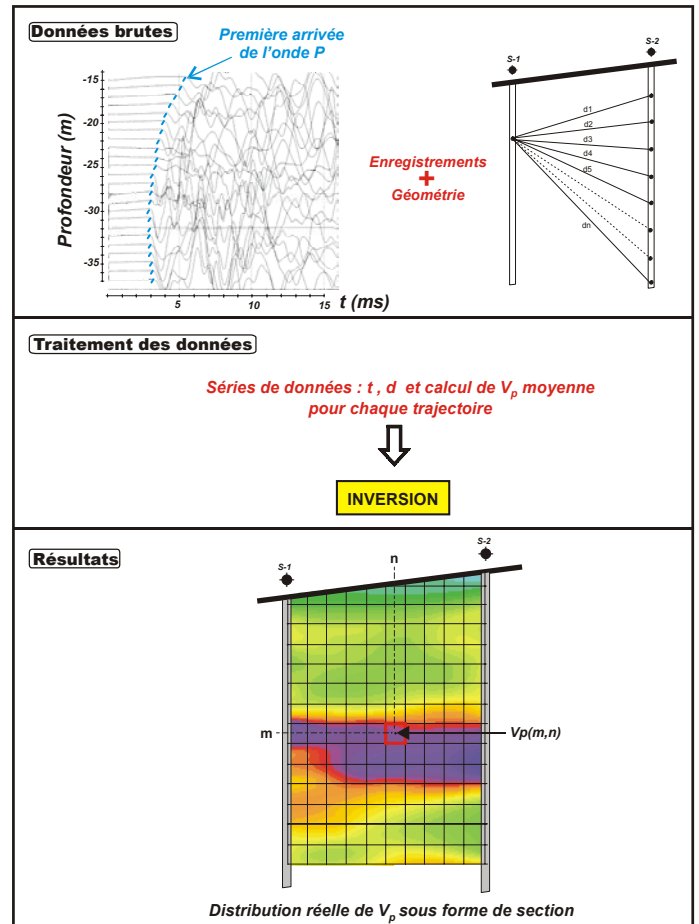 Données brutes
Première arrivée
de l'onde P
Profondeur (m)
-15
-20
-25
-30
-35
5
10
15
t (ms)
Enregistrements
+
Géométrie
S-1
S-2
d1
d2
d3
d4
d5
dn
Traitement des données
Séries de données : t , d et calcul de Vp moyenne
pour chaque trajectoire
INVERSION
Résultats
S-1
S-2
n
m
Vp(m,n)
Distribution réelle de Vp sous forme de section